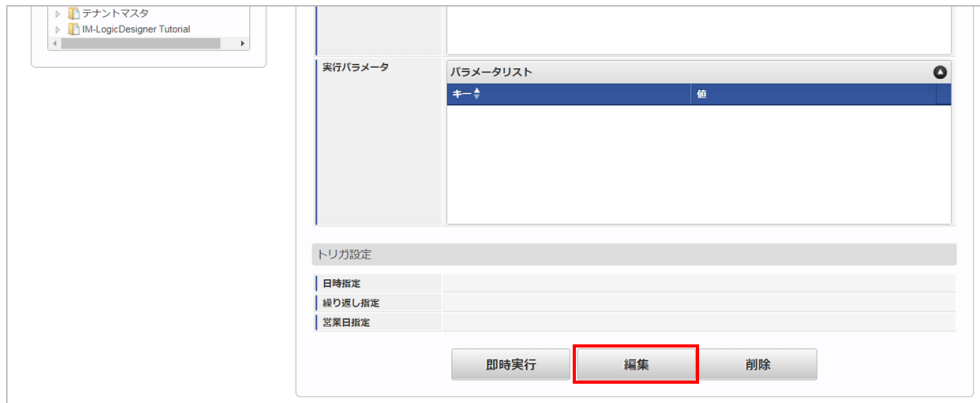 テナントマスタ
IM-LogicDesigner Tutorial
実行パラメータ
パラメータリスト
キー 値
トリガ設定
日時指定
繰り返し指定
営業日指定
即時実行 編集 削除